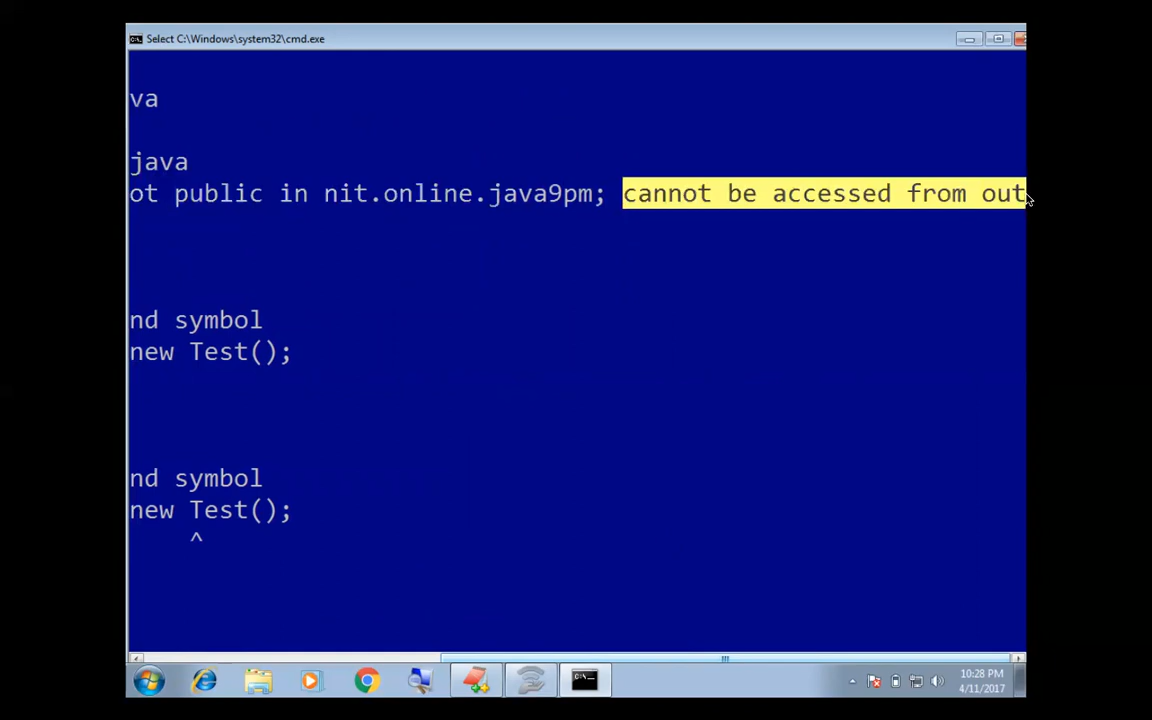 Select C:\Windows\system32\cmd.exe
va
java
ot public in nit.online.java9pm; cannot be accessed from out
nd symbol
new Test();
nd symbol
new Test();
^
10:28 PM
4/11/2017